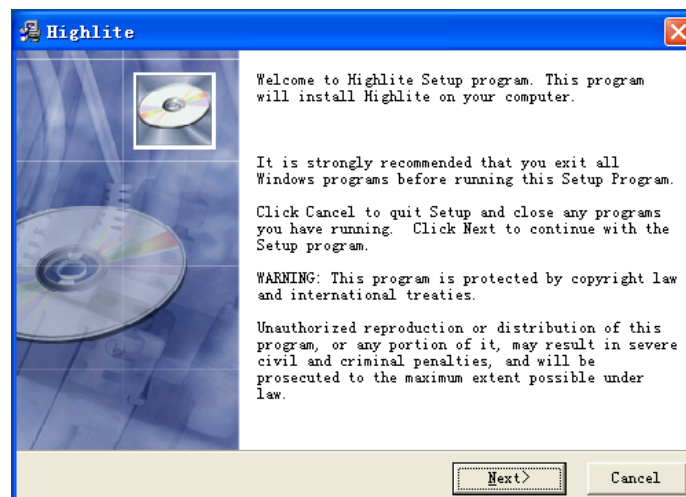 Highlite
Welcome to Highlite Setup program. This program
will install Highlite on your computer.
It is strongly recommended that you exit all
Windows programs before running this Setup Program.
Click Cancel to quit Setup and close any programs
you have running.  Click Next to continue with the
Setup program.
WARNING: This program is protected by copyright law
and international treaties.
Unauthorized reproduction or distribution of this
program, or any portion of it, may result in severe
civil and criminal penalties, and will be
prosecuted to the maximum extent possible under
law.
Next>
Cancel